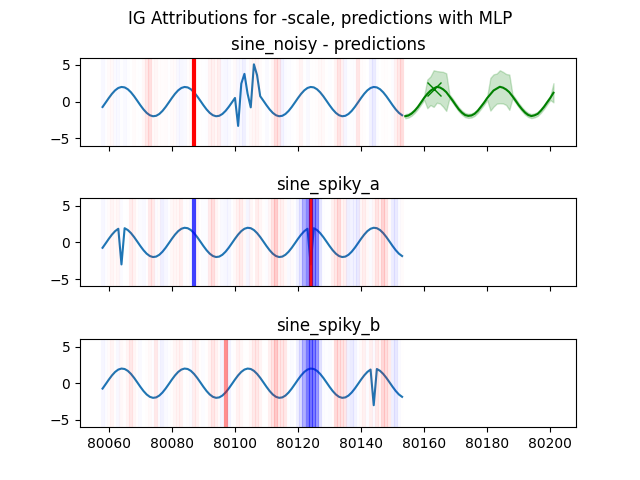 IG Attributions for -scale, predictions with MLP
sine_noisy - predictions
5
0
−5
sine_spiky_a
5
0
−5
sine_spiky_b
5
0
−5
80060 80080 80100 80120 80140 80160 80180 80200